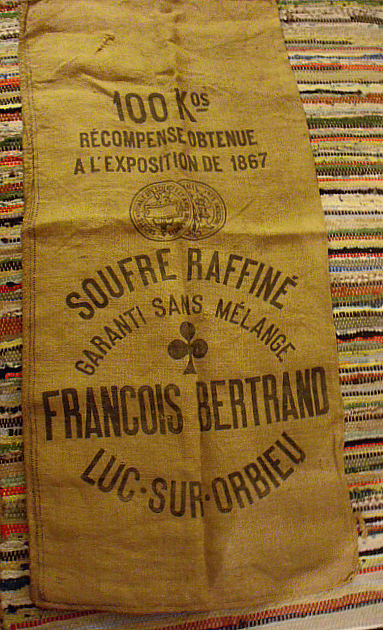 100 Kos
RÉCOMPENSE OBTENUE
A L'EXPOSITION DE 1867
SOUFRE RAFFINÉ
GARANTI SANS MÉLANGE
FRANCOIS BERTRAND
LUC·SUR·ORBIEU